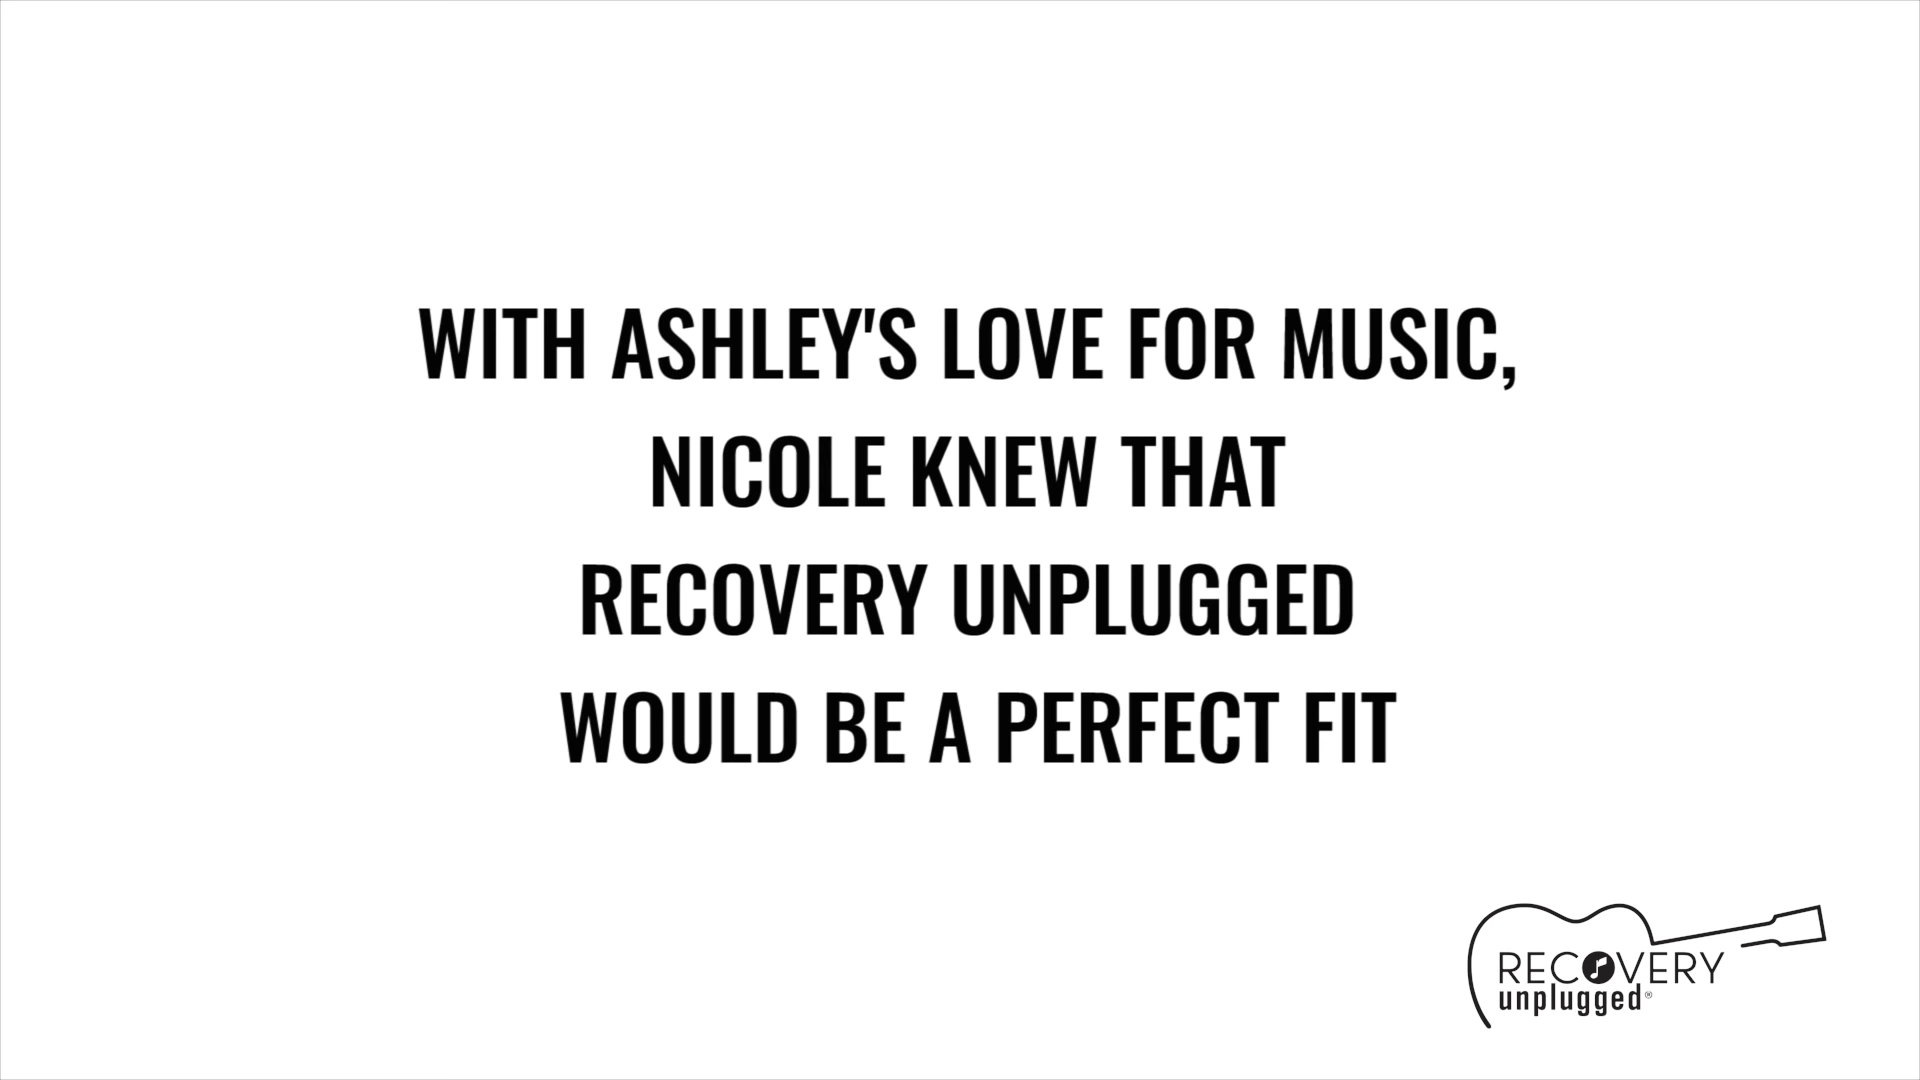 WITH ASHLEY'S LOVE FOR MUSIC,
NICOLE KNEW THAT
RECOVERY UNPLUGGED
WOULD BE A PERFECT FIT
RECOVERY
unplugged®